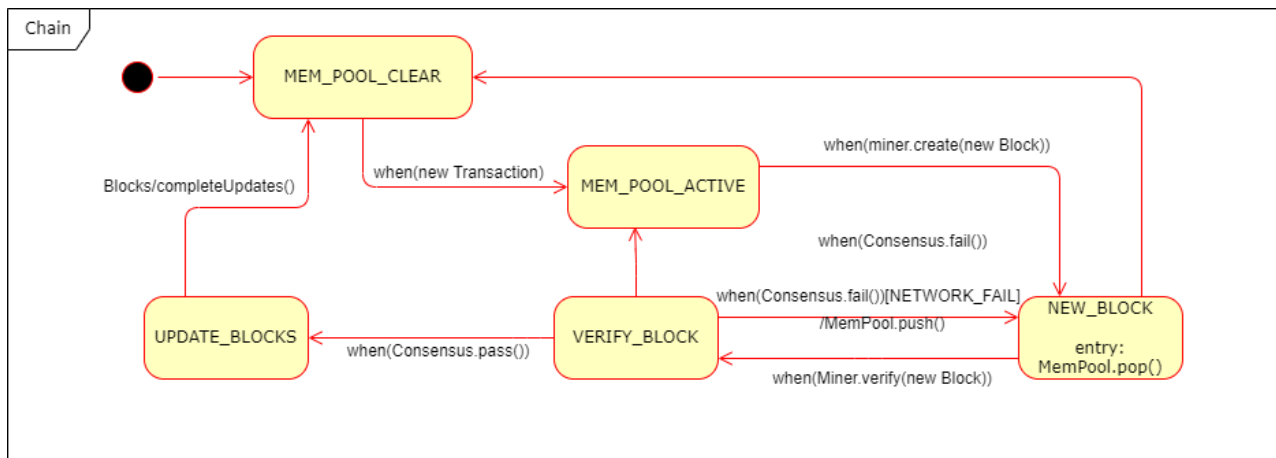 Chain
MEM_POOL_CLEAR
when(miner.create(new Block))
when(new Transaction)
Blocks/completeUpdates()
MEM_POOL_ACTIVE
when(Consensus.fail())
when(Consensus.fail())[NETWORK_FAIL]
/MemPool.push()
NEW_BLOCK
entry:
MemPool.pop()
UPDATE_BLOCKS
when(Consensus.pass())
VERIFY_BLOCK
when(Miner.verify(new Block))